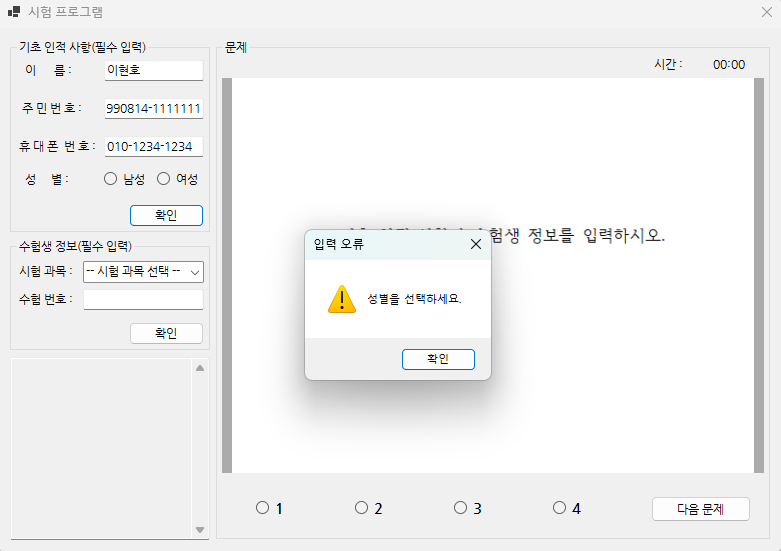 시험 프로그램
기초 인적 사항(필수 입력)
이 름 : 이현호
주민번호 : 990814-1111111
휴대폰 번호 : 010-1234-1234
성 별 : 남성 여성
확인
수험생 정보(필수 입력)
시험 과목 : -- 시험 과목 선택 --
수험 번호 :
확인
문제
시간 : 00:00
정보를 입력하시오.
입력 오류
성별을 선택하세요.
확인
1 2 3 4 다음 문제